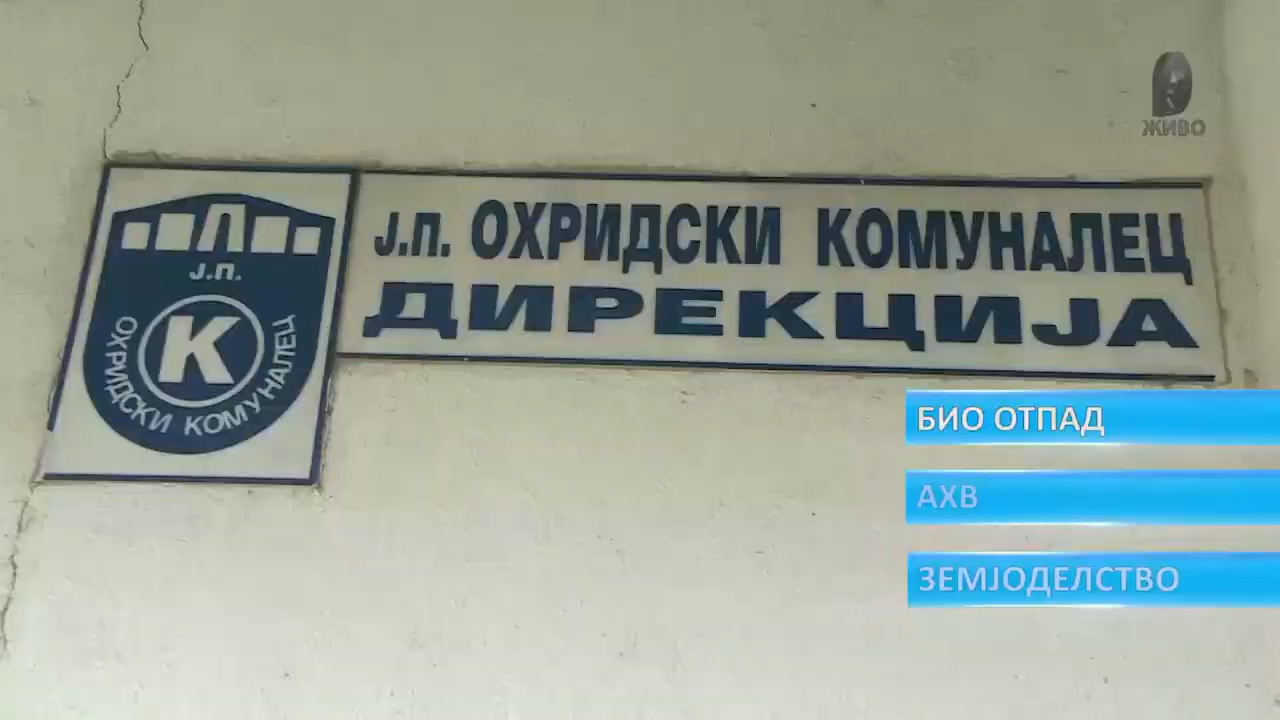 ЖИВО
Ј.П. ОХРИДСКИ КОМУНАЛЕЦ
ДИРЕКЦИЈА
Ј.П.
К
ОХРИДСКИ КОМУНАЛЕЦ
БИО ОТПАД
АХВ
ЗЕМЈОДЕЛСТВО